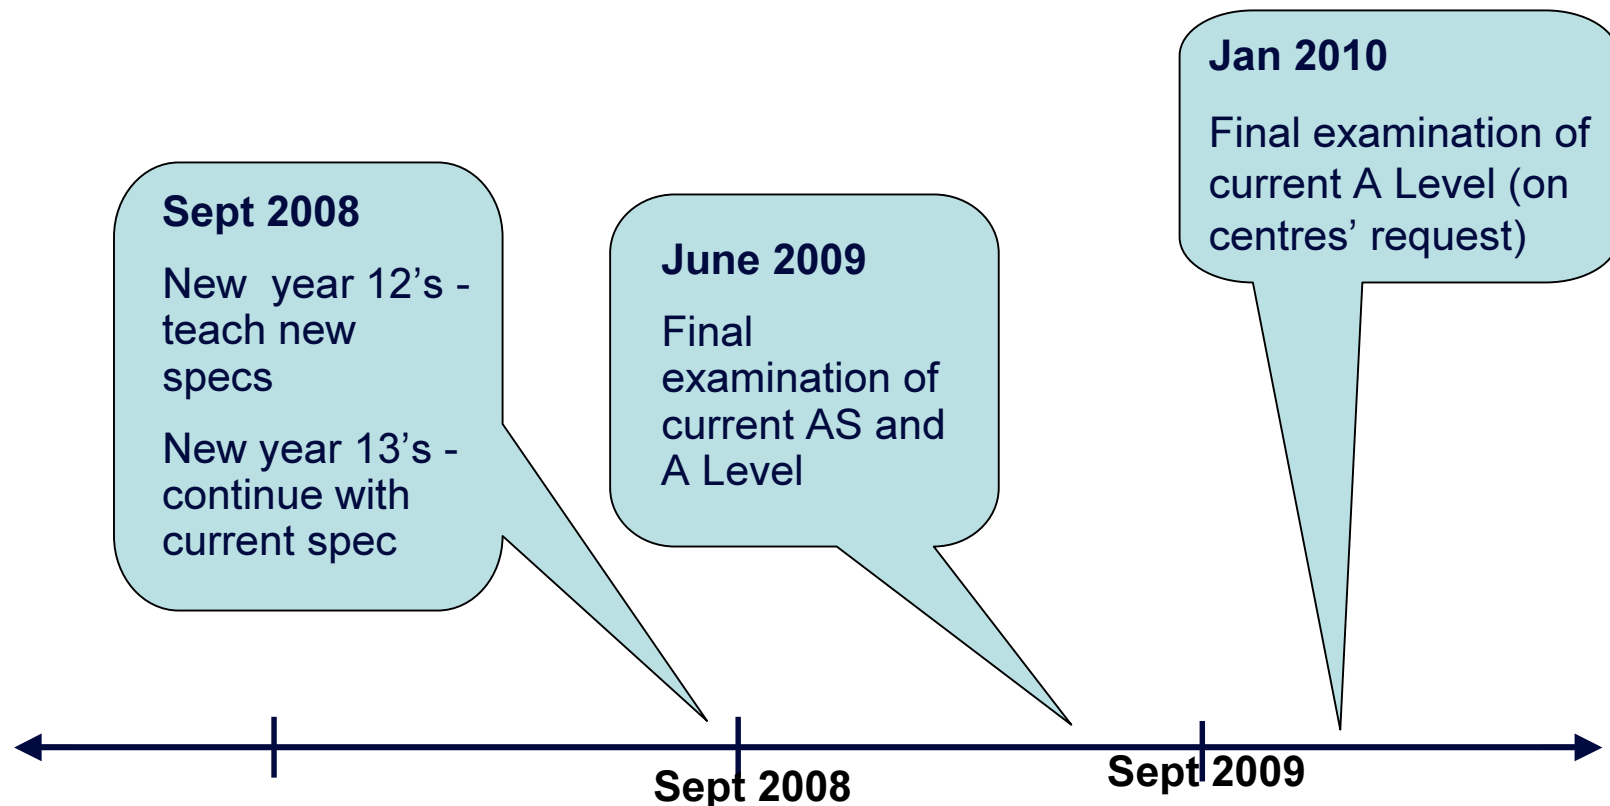 Sept 2008
New  year 12's -
teach new
specs
New year 13’s -
continue with
current spec
June 2009
Final
examination of
current AS and
A Level
Jan 2010
Final examination of
current A Level (on
centres’ request)
Sept 2008
Sept 2009